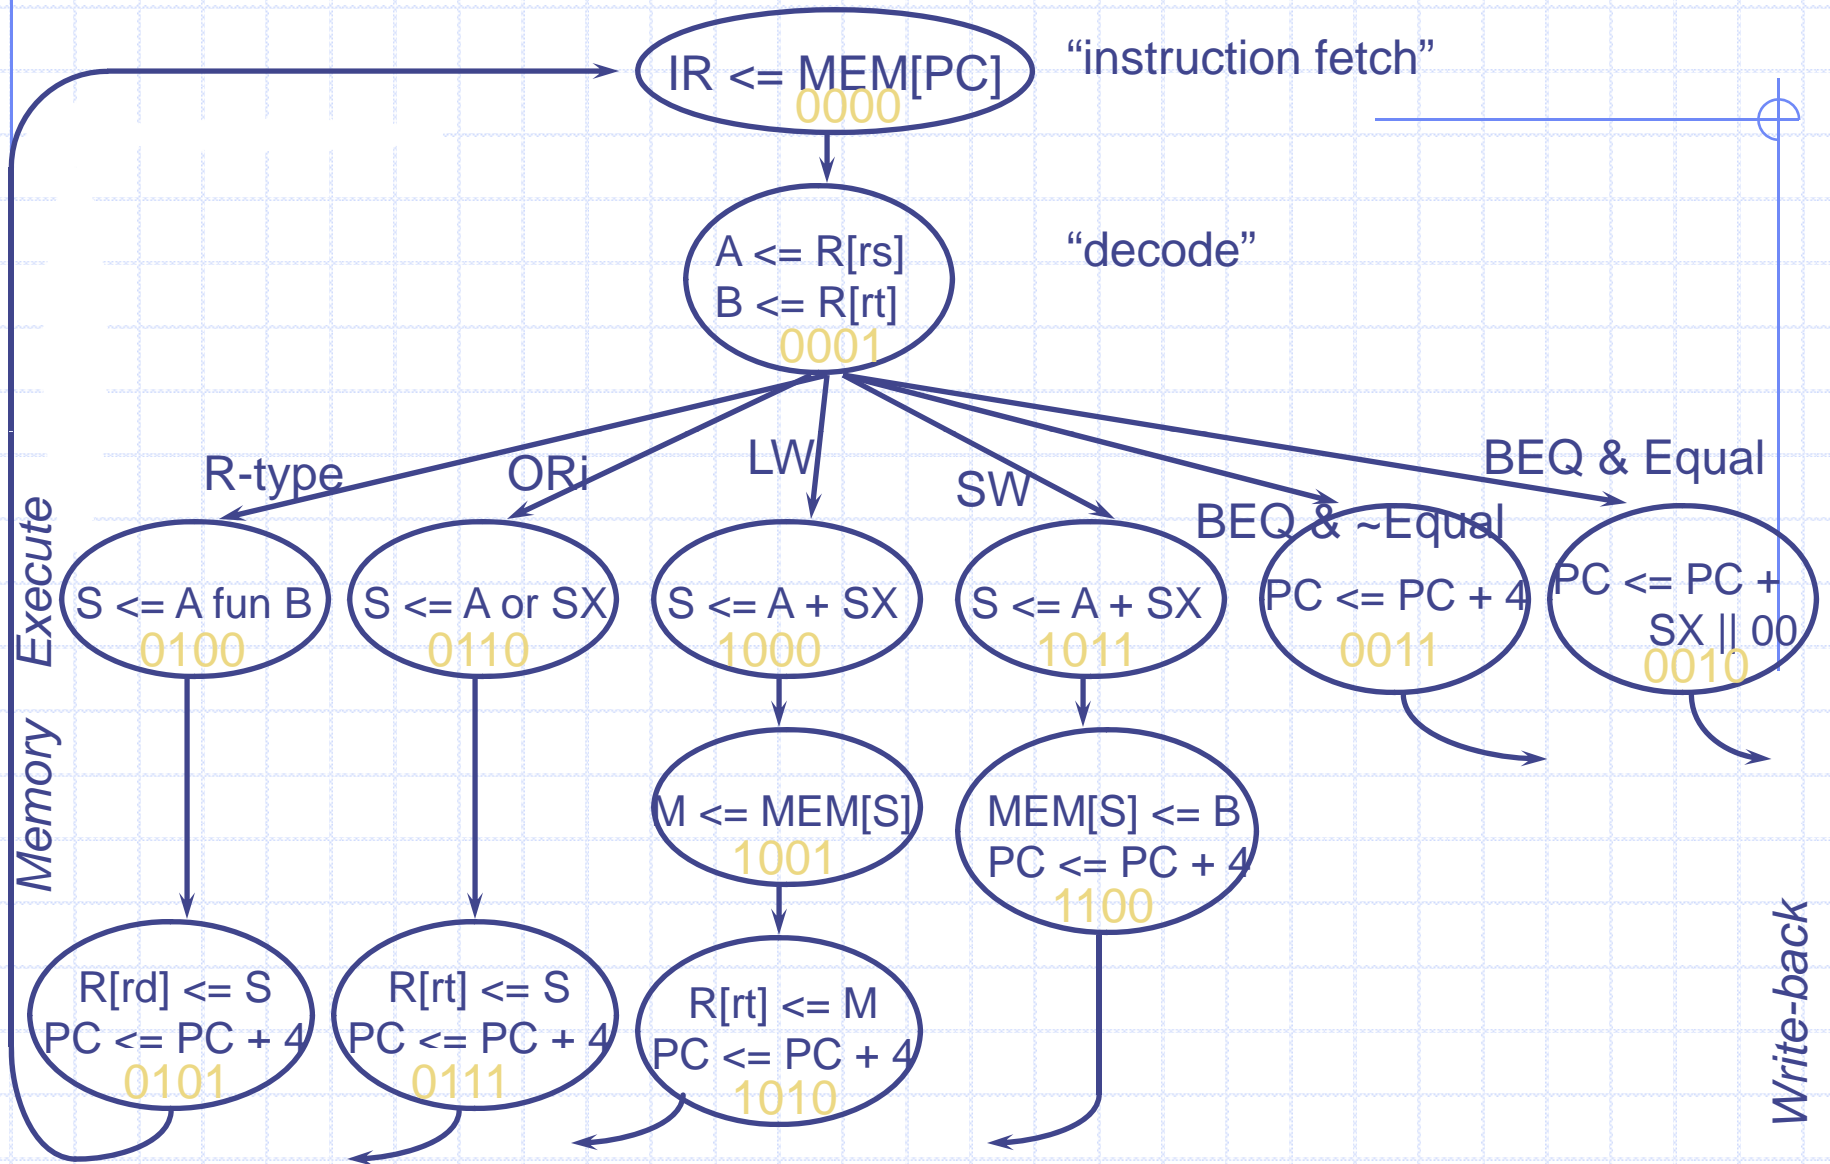 IR <= MEM[PC]
0000
“instruction fetch”
A <= R[rs]
B <= R[rt]
0001
“decode”
R-type
ORi
LW
SW
BEQ & ~Equal
BEQ & Equal
Execute
S <= A fun B
0100
S <= A or SX
0110
S <= A + SX
1000
S <= A + SX
1011
PC <= PC + 4
0011
PC <= PC +
SX || 00
0010
Memory
M <= MEM[S]
1001
MEM[S] <= B
PC <= PC + 4
1100
R[rd] <= S
PC <= PC + 4
0101
R[rt] <= S
PC <= PC + 4
0111
R[rt] <= M
PC <= PC + 4
1010
Write-back